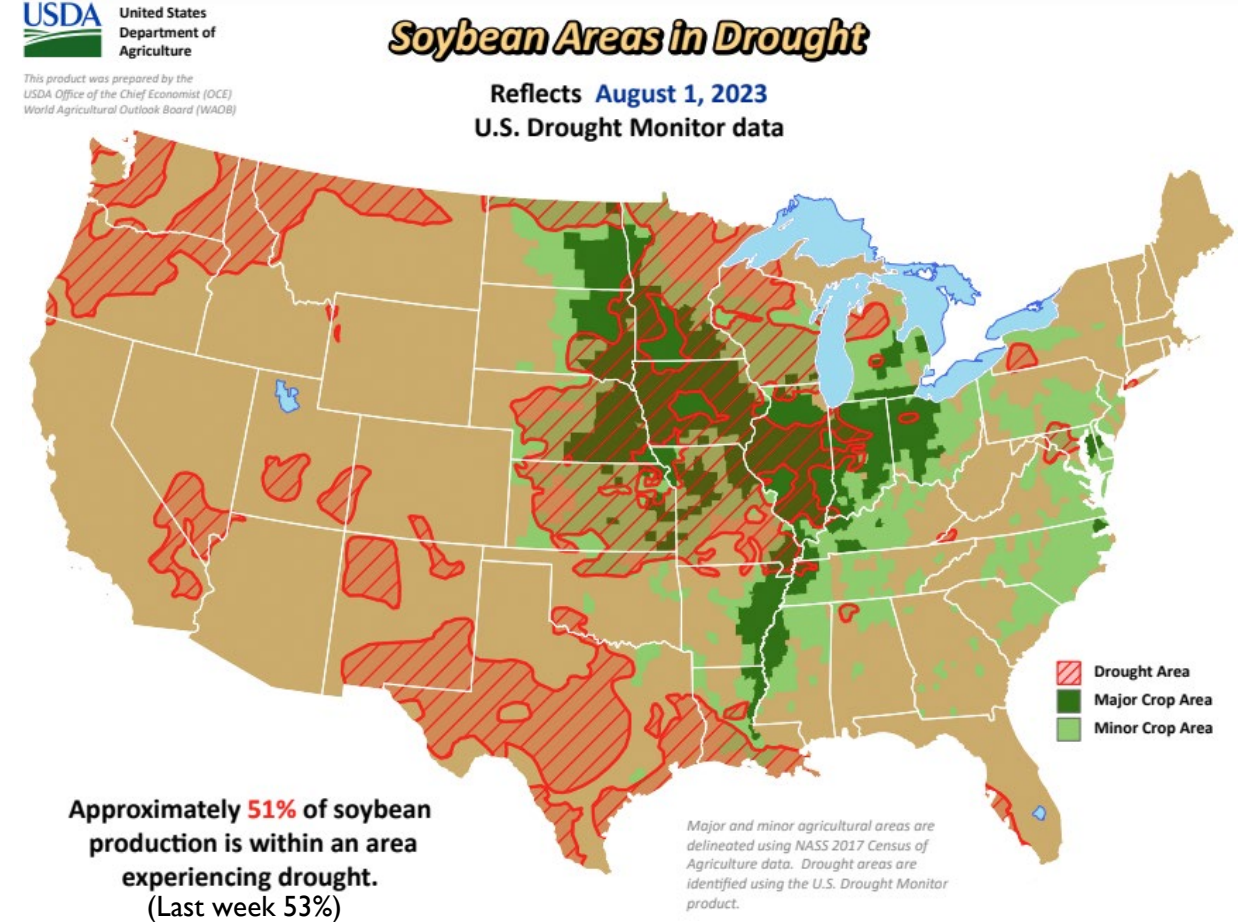 USDA
United States
Department of
Agriculture
This product was prepared by the
USDA Office of the Chief Economist (OCE)
World Agricultural Outlook Board (WAOB)
Soybean Areas in Drought
Reflects August 1, 2023
U.S. Drought Monitor data
Drought Area
Major Crop Area
Minor Crop Area
Approximately 51% of soybean
production is within an area
experiencing drought.
(Last week 53%)
Major and minor agricultural areas are
delineated using NASS 2017 Census of
Agriculture data. Drought areas are
identified using the U.S. Drought Monitor
product.